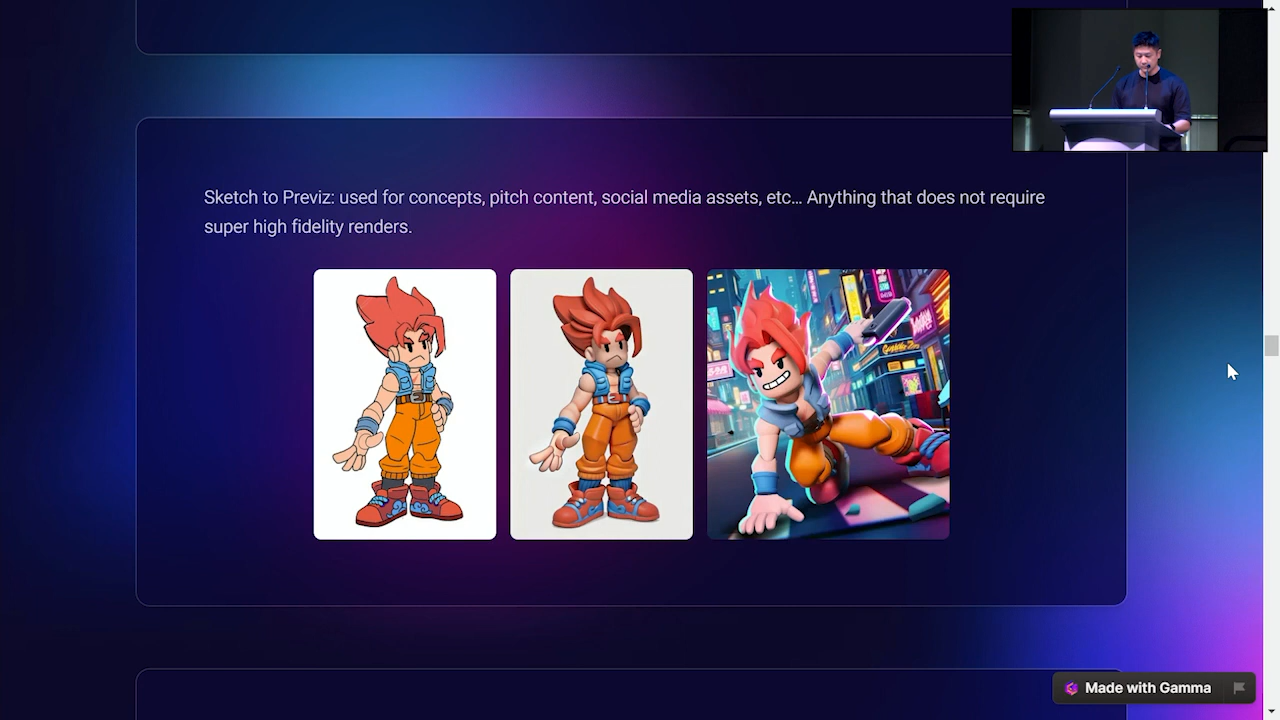 Sketch to Previz: used for concepts, pitch content, social media assets, etc... Anything that does not require
super high fidelity renders.
Made with Gamma